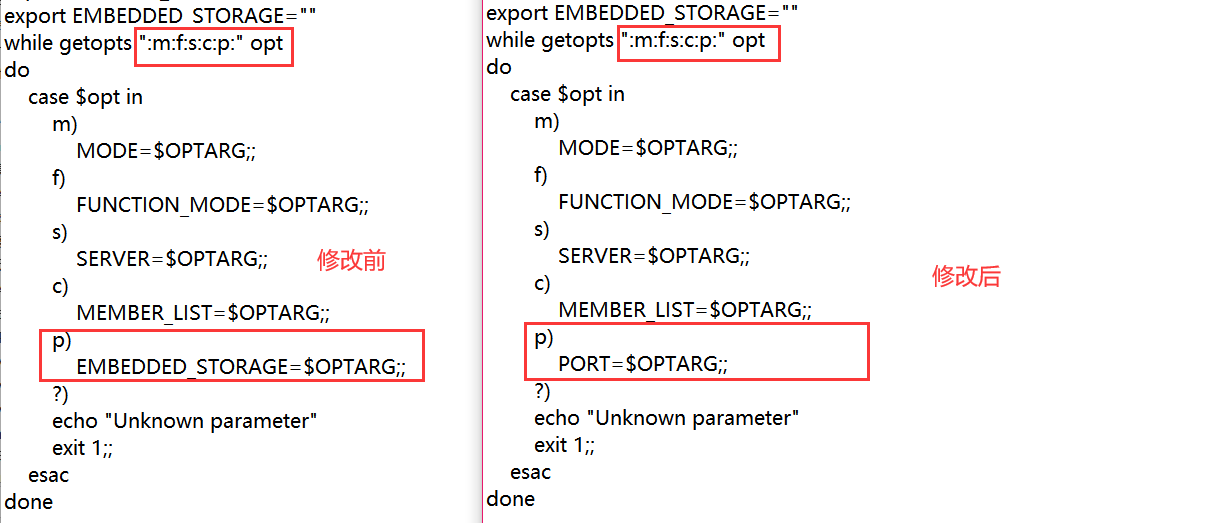 export EMBEDDED_STORAGE=""
while getopts ":m:f:s:c:p:" opt
do
case $opt in
m)
MODE=$OPTARG;;
f)
FUNCTION_MODE=$OPTARG;;
s)
SERVER=$OPTARG;;
修改前
c)
MEMBER_LIST=$OPTARG;;
p)
EMBEDDED_STORAGE=$OPTARG;;
?)
echo "Unknown parameter"
exit 1;;
esac
done
export EMBEDDED_STORAGE=""
while getopts ":m:f:s:c:p:" opt
do
case $opt in
m)
MODE=$OPTARG;;
f)
FUNCTION_MODE=$OPTARG;;
s)
SERVER=$OPTARG;;
修改后
c)
MEMBER_LIST=$OPTARG;;
p)
PORT=$OPTARG;;
?)
echo "Unknown parameter"
exit 1;;
esac
done